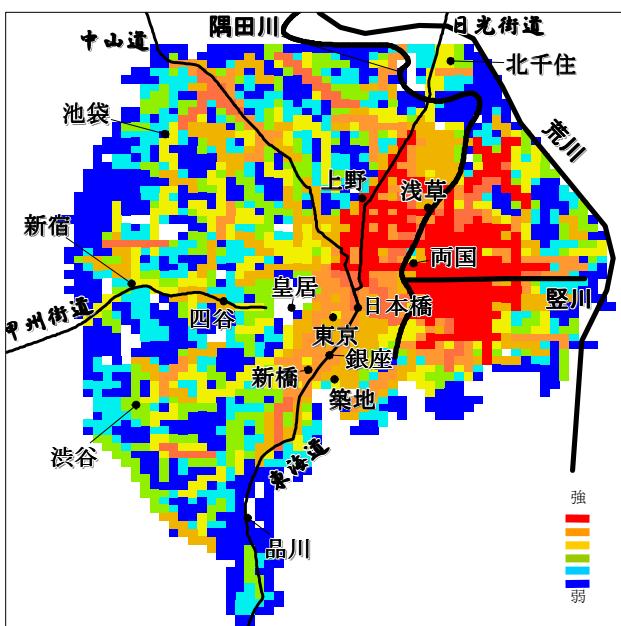 隅田川
日光街道
中山道
北千住
池袋
荒川
上野
浅草
新宿
両国
皇居
竪川
日本橋
甲州街道
四谷
東京
銀座
新橋
築地
渋谷
東海道
強
品川
弱